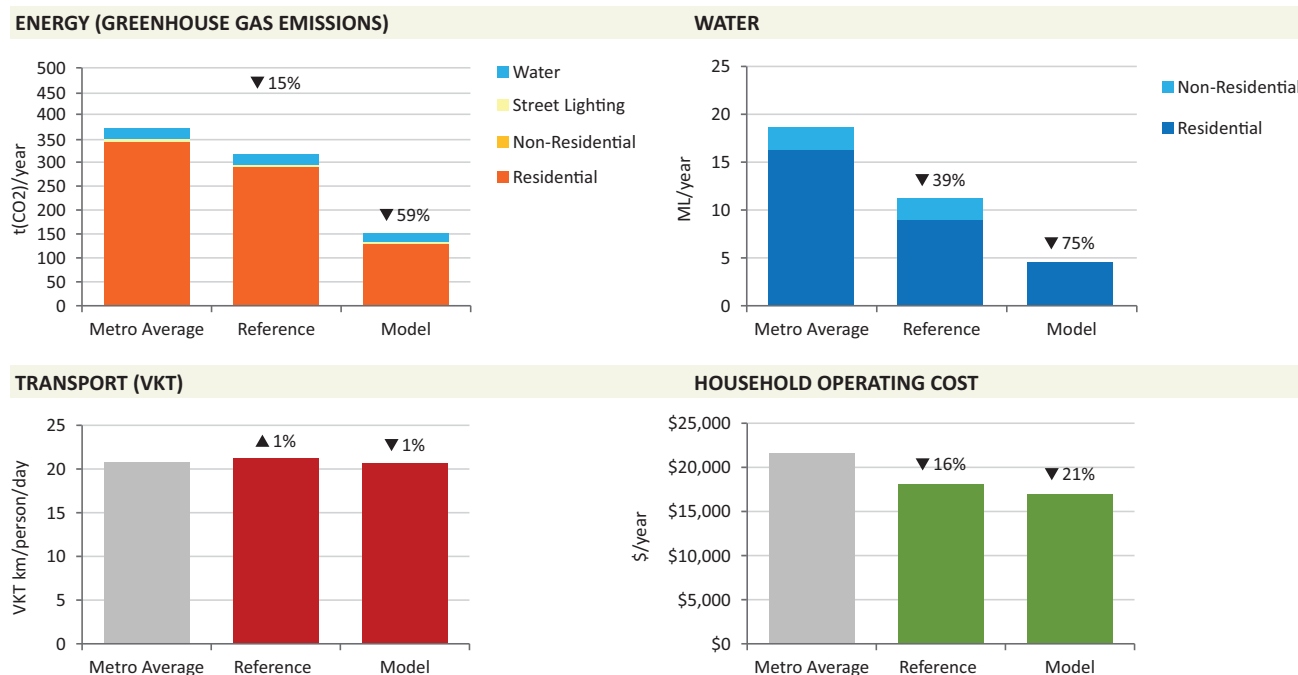 ENERGY (GREENHOUSE GAS EMISSIONS)
t(CO2)/year
500
450
400
350
300
250
200
150
100
50
0
▼ 15%
▼ 59%
Metro Average
Reference
Model
Water
Street Lighting
Non-Residential
Residential
WATER
ML/year
25
20
15
10
5
0
▼ 39%
▼ 75%
Metro Average
Reference
Model
Non-Residential
Residential
TRANSPORT (VKT)
VKT km/person/day
25
20
15
10
5
0
▲ 1%
▼ 1%
Metro Average
Reference
Model
HOUSEHOLD OPERATING COST
$/year
$25,000
$20,000
$15,000
$10,000
$5,000
$0
▼ 16%
▼ 21%
Metro Average
Reference
Model